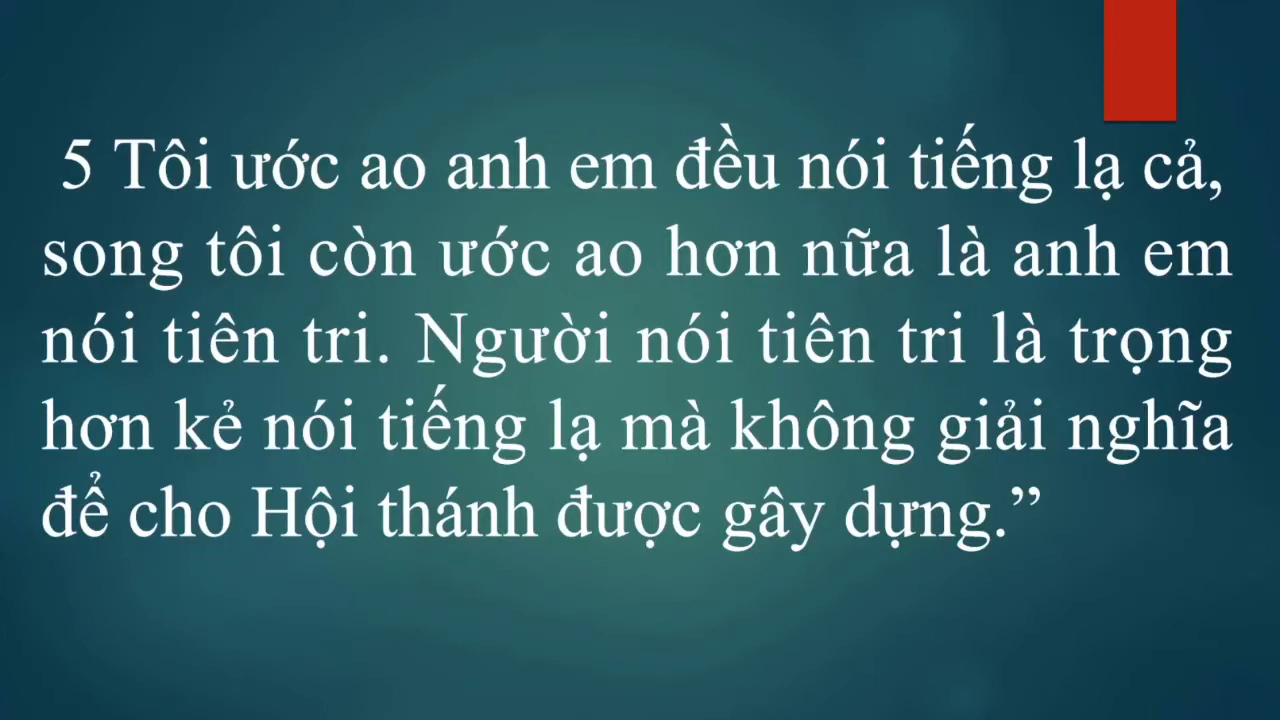 5 Tôi ước ao anh em đều nói tiếng lạ cả,
song tôi còn ước ao hơn nữa là anh em
nói tiên tri. Người nói tiên tri là trọng
hơn kẻ nói tiếng lạ mà không giải nghĩa
để cho Hội thánh được gây dựng.”